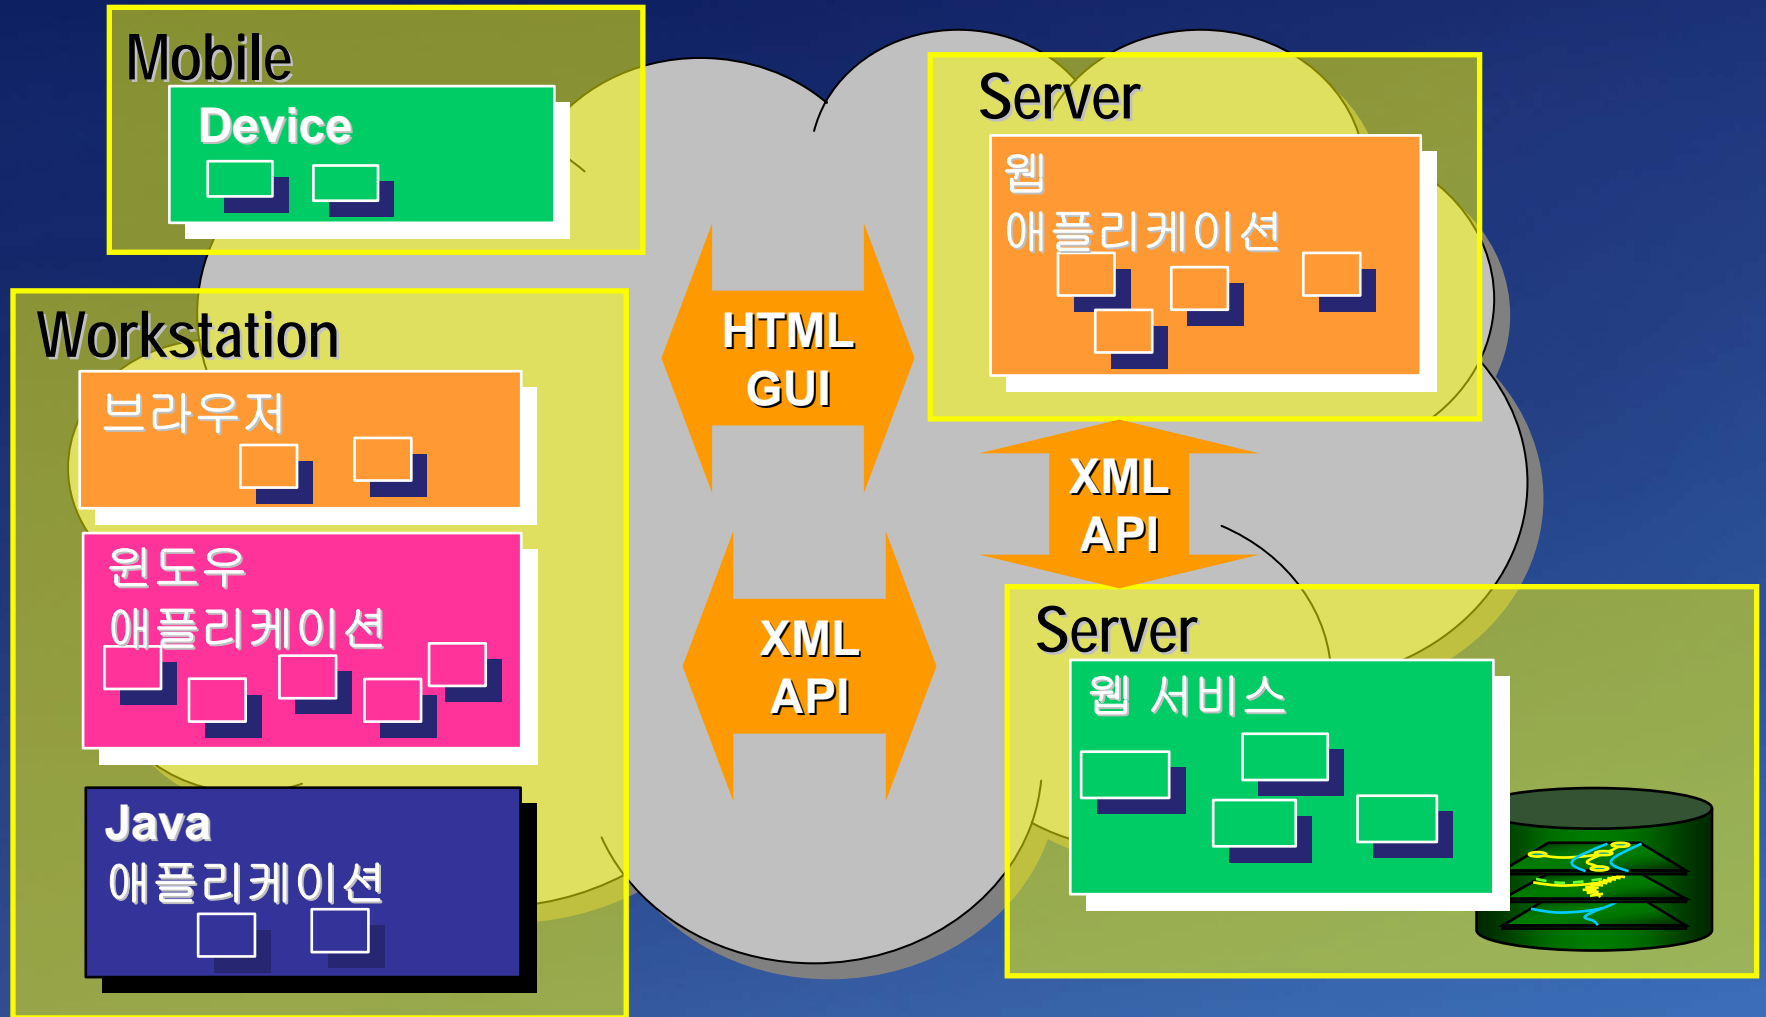 Mobile
Device
Workstation
브라우저
윈도우
애플리케이션
Java
애플리케이션
HTML
GUI
XML
API
Server
웹
애플리케이션
XML
API
Server
웹 서비스